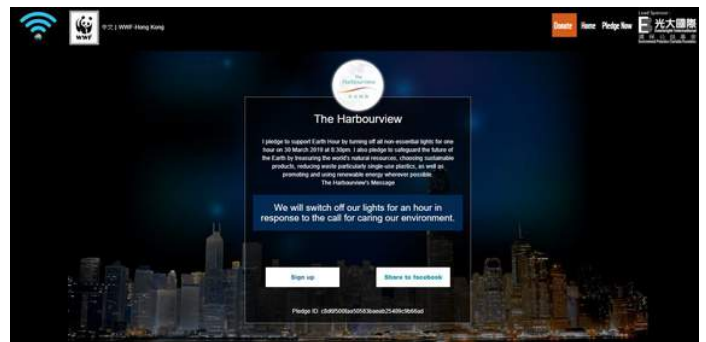 WWF
中文 | WWF-Hong Kong
Donate Home Pledge Now
Lead Sponsor:
光大國際
Everbright International
The
Harbourview
The Harbourview
I pledge to support Earth Hour by turning off all non-essential lights for one
hour on 30 March 2019 at 8:30pm. I also pledge to safeguard the future of
the Earth by treasuring the world's natural resources, choosing sustainable
products, reducing waste particularly single-use plastics, as well as
promoting and using renewable energy wherever possible.
The Harbourview's Message
We will switch off our lights for an hour in
response to the call for caring our environment.
Sign up
Share to facebook
Pledge ID: